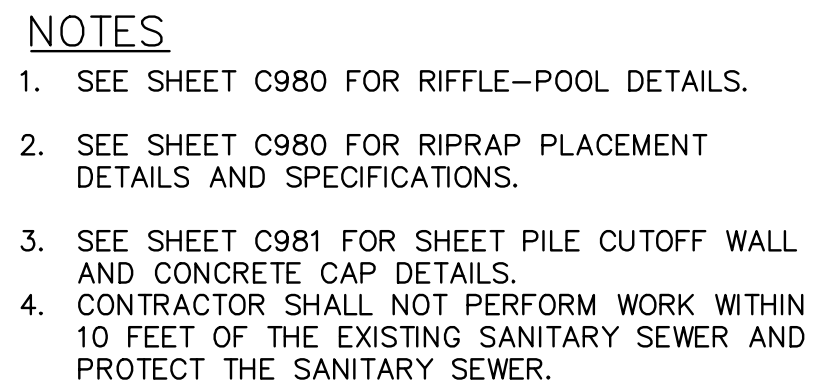 NOTES
1. SEE SHEET C980 FOR RIFFLE–POOL DETAILS.
2. SEE SHEET C980 FOR RIPRAP PLACEMENT
DETAILS AND SPECIFICATIONS.
3. SEE SHEET C981 FOR SHEET PILE CUTOFF WALL
AND CONCRETE CAP DETAILS.
4. CONTRACTOR SHALL NOT PERFORM WORK WITHIN
10 FEET OF THE EXISTING SANITARY SEWER AND
PROTECT THE SANITARY SEWER.